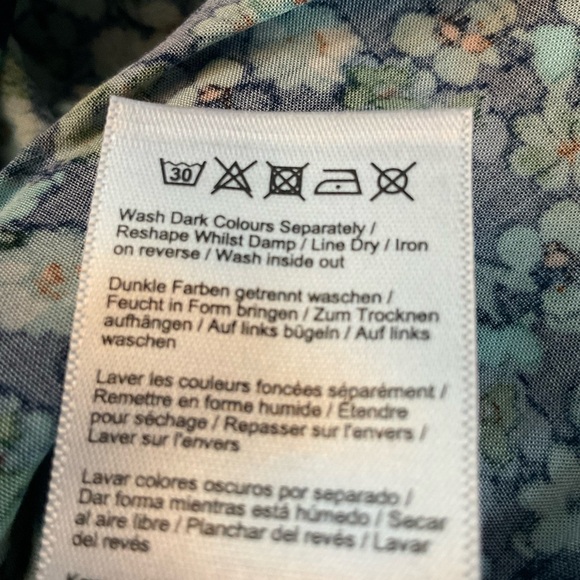 30
Wash Dark Colours Separately /
Reshape Whilst Damp / Line Dry / Iron
on reverse / Wash inside out
Dunkle Farben getrennt waschen /
Feucht in Form bringen / Zum Trocknen
aufhängen / Auf links bügeln / Auf links
waschen
Laver les couleurs foncées séparément /
Remettre en forme humide / Étendre
pour séchage / Repasser sur l'envers /
Laver sur l'envers
Lavar colores oscuros por separado /
Dar forma mientras está húmedo / Secar
al aire libre / Planchar del revés / Lavar
del revés